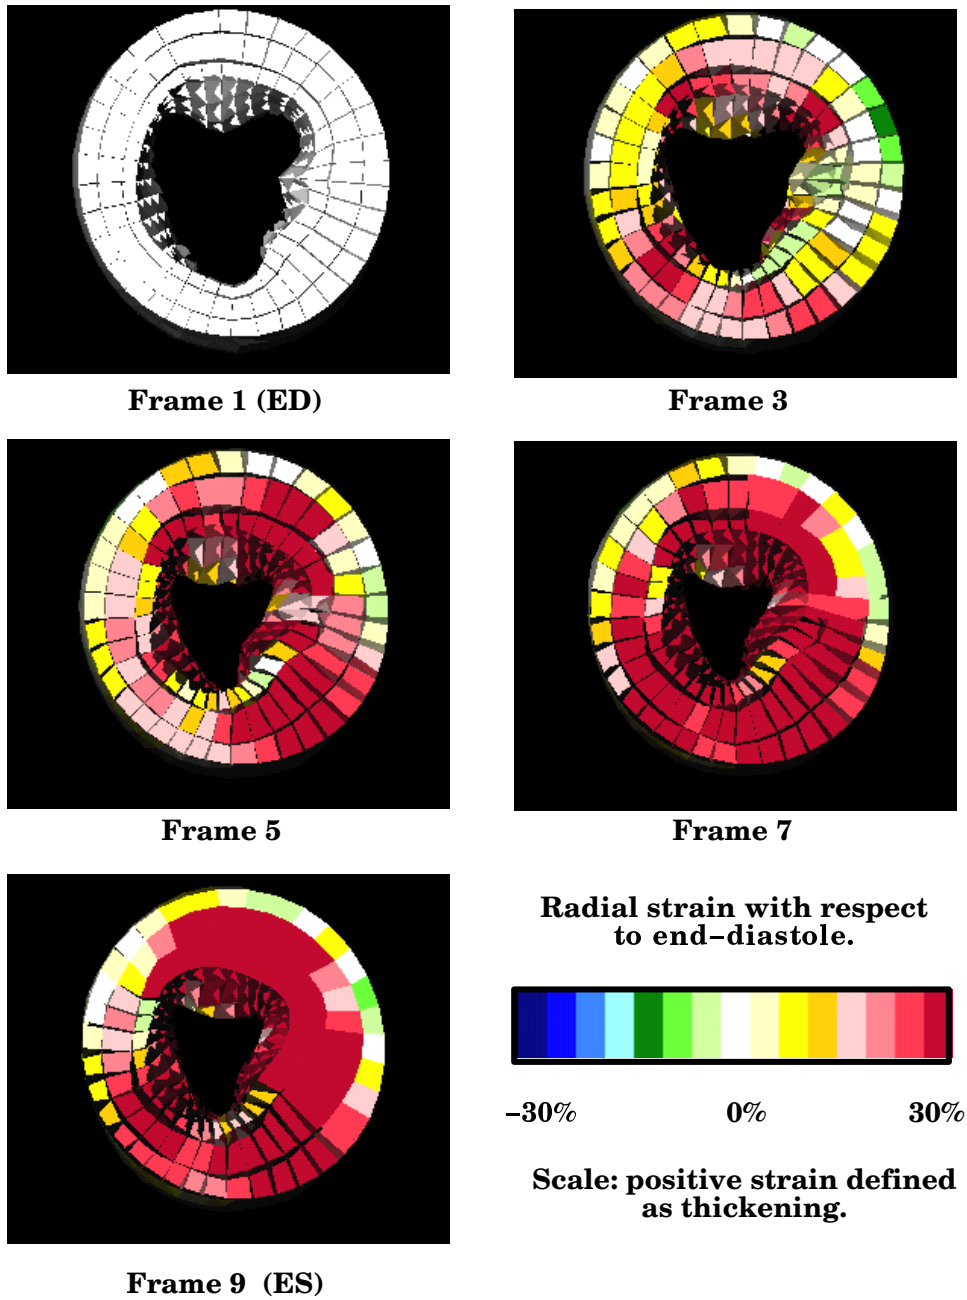 Frame 1 (ED)
Frame 3
Frame 5
Frame 7
Radial strain with respect
to end–diastole.
–30%
0%
30%
Scale: positive strain defined
as thickening.
Frame 9 (ES)